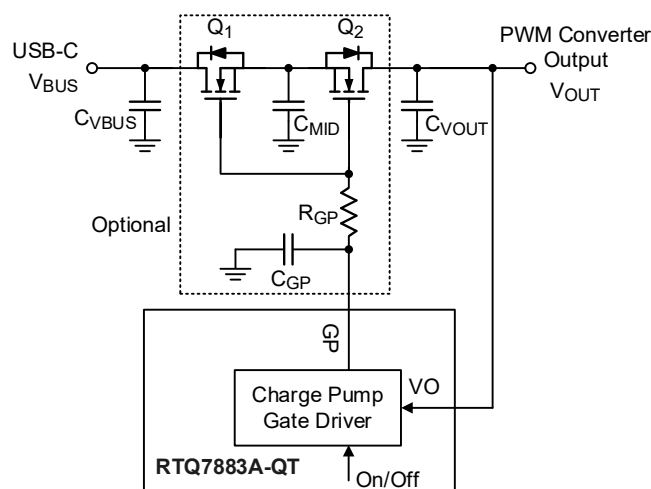 Q1
Q2
USB-C
VBUS
PWM Converter
Output
VOUT
CVBUS
CMID
CVOUT
Optional
RGP
CGP
GP
VO
Charge Pump
Gate Driver
RTQ7883A-QT
On/Off